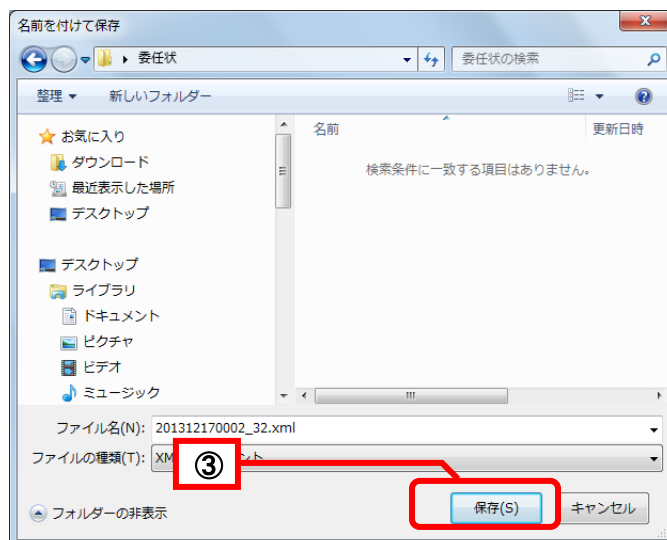 名前を付けて保存
委任状
委任状の検索
整理 新しいフォルダー
お気に入り
ダウンロード
最近表示した場所
デスクトップ
デスクトップ
ライブラリ
ドキュメント
ピクチャ
ビデオ
ミュージック
名前 更新日時
検索条件に一致する項目はありません。
ファイル名(N): 201312170002_32.xml
ファイルの種類(T): XM
③
フォルダーの非表示
保存(S)
キャンセル